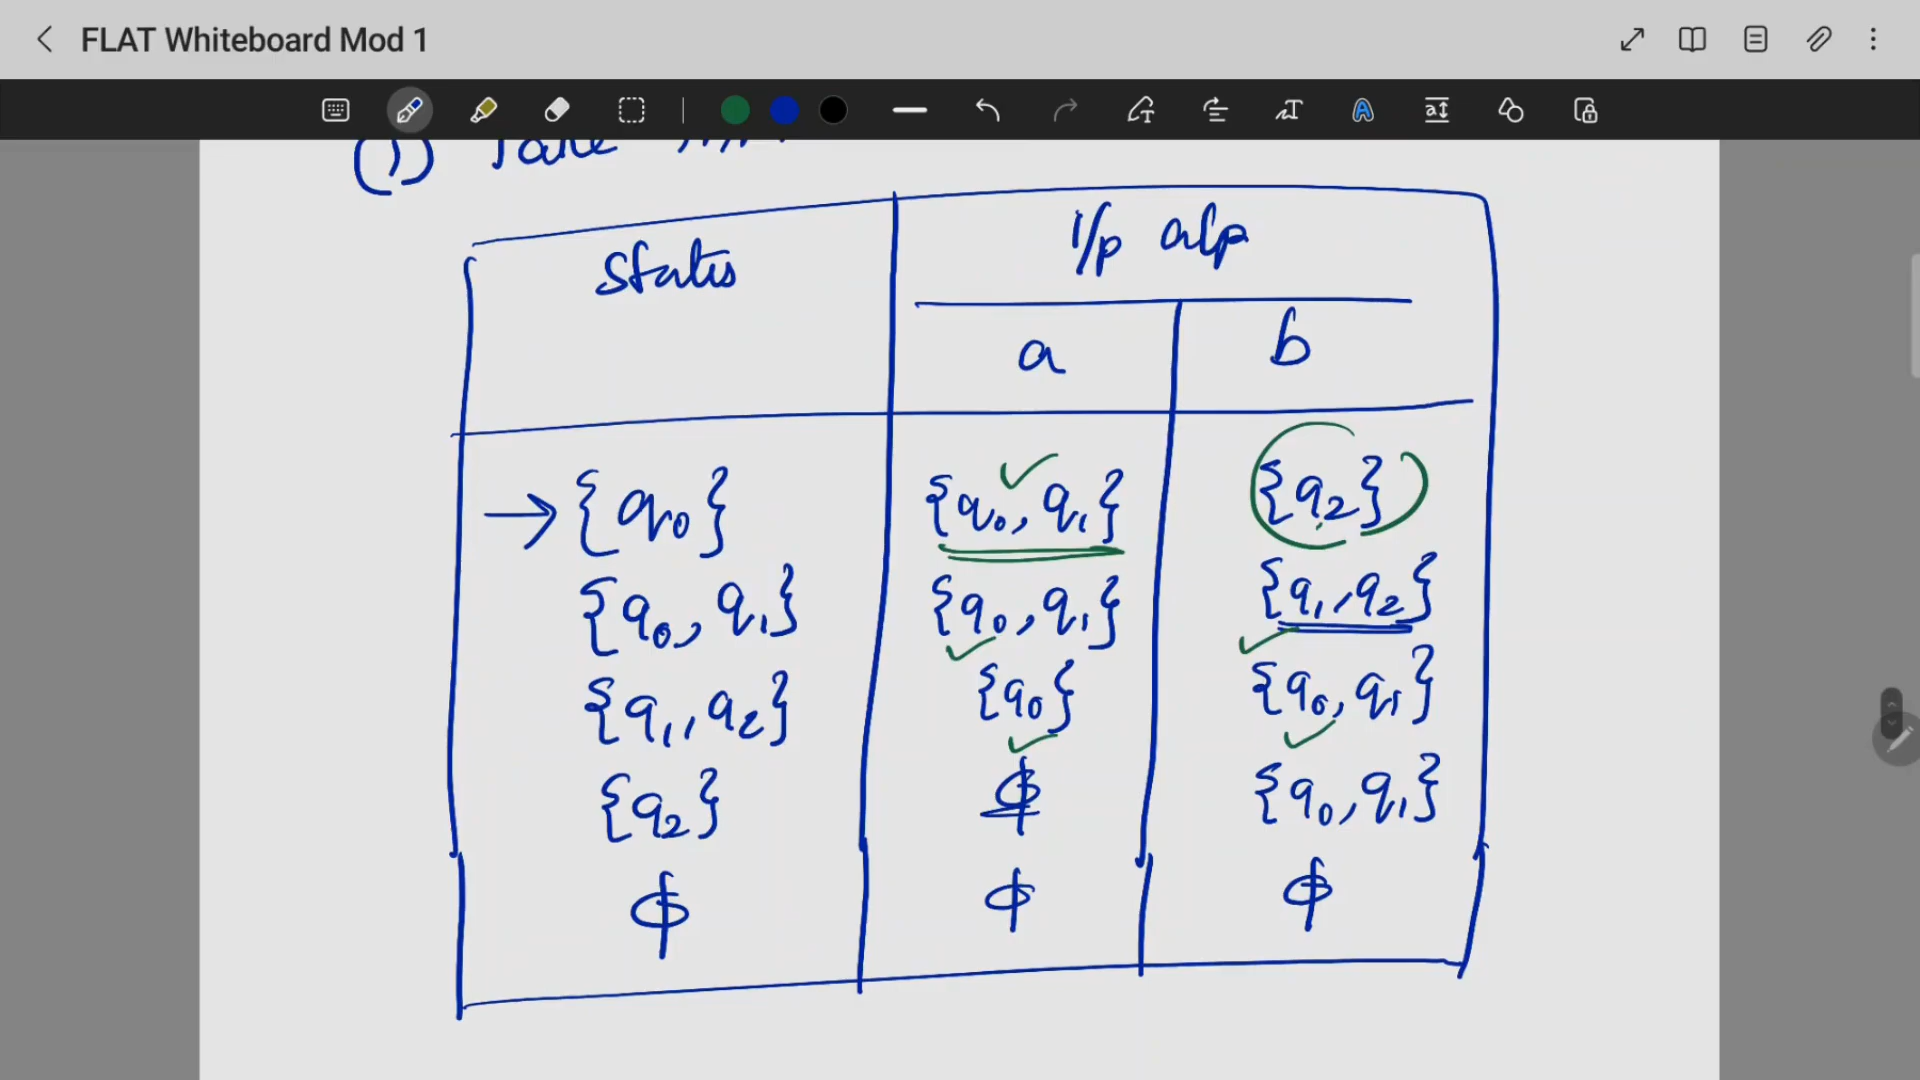 FLAT Whiteboard Mod 1
(1)
States
I/p alp
a b
→ {q0} {q0, q1} {q2}
{q0, q1} {q0, q1} {q1, q2}
{q1, q2} {q0} {q0, q1}
{q2} ϕ {q0, q1}
ϕ ϕ ϕ